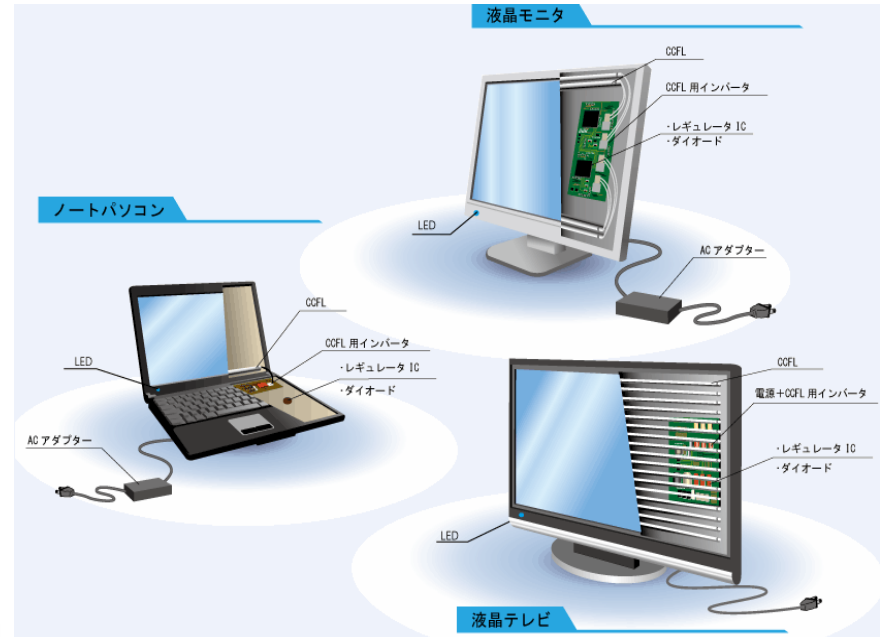 液晶モニタ
CCFL
CCFL 用インバータ
・レギュレータ IC
・ダイオード
LED
AC アダプター
ノートパソコン
CCFL
CCFL 用インバータ
・レギュレータ IC
・ダイオード
LED
AC アダプター
CCFL
電源+CCFL 用インバータ
・レギュレータ IC
・ダイオード
LED
液晶テレビ